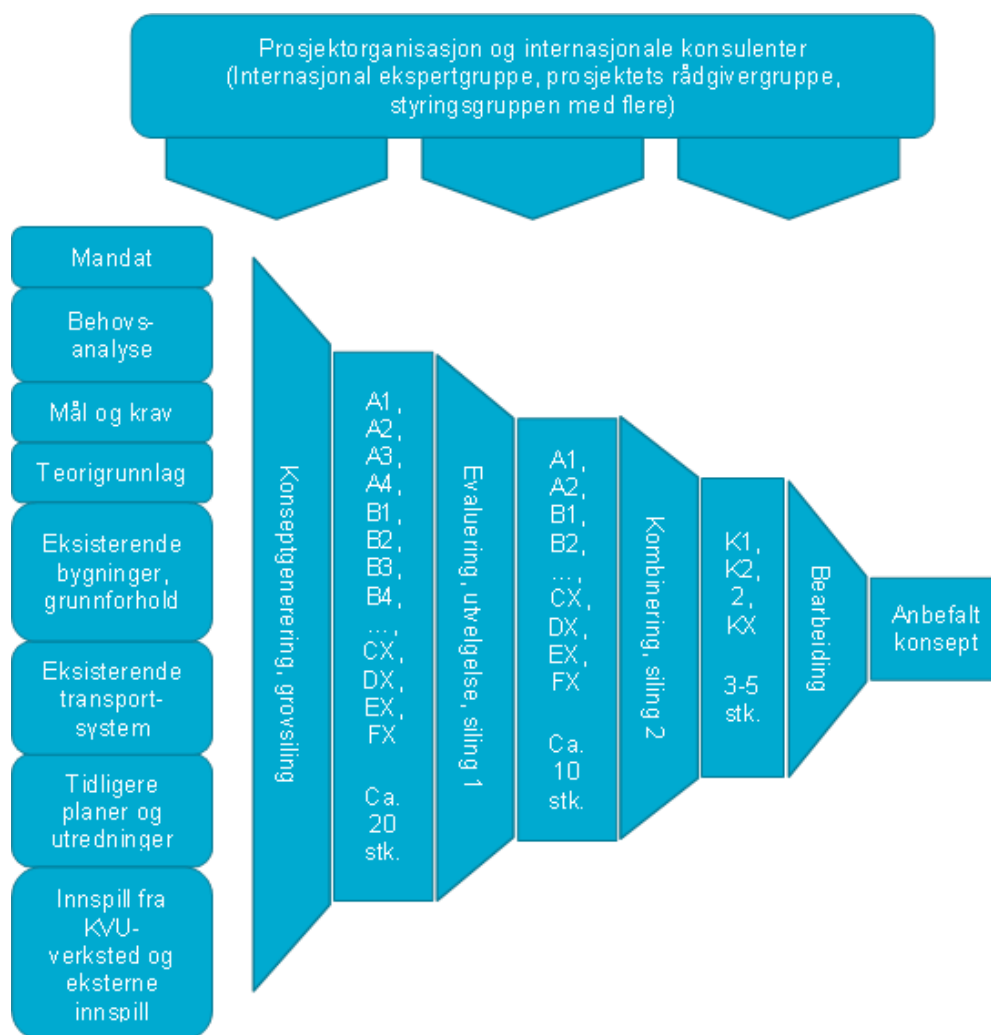 Prosjektorganisasjon og internasjonale konsulenter
(Internasjonal ekspertgruppe, prosjektets rådgivergruppe,
styringsgruppen med flere)
Mandat
Behovs-
analyse
Mål og krav
Teorigrunnlag
Eksisterende
bygninger,
grunnforhold
Eksisterende
transport-
system
Tidligere
planer og
utredninger
Innspill fra
KVU-
verksted og
eksterne
innspill
Konseptgenerering, grovsiling
A1,
A2,
A3,
A4,
B1,
B2,
B3,
B4,
...,
CX,
DX,
EX,
FX
Ca.
20
stk.
Evaluering, utvelgelse, siling 1
A1,
A2,
B1,
B2,
...,
CX,
DX,
EX,
FX
Ca.
10
stk.
Kombinering, siling 2
K1,
K2,
2,
KX
3-5
stk.
Bearbeiding
Anbefalt
konsept